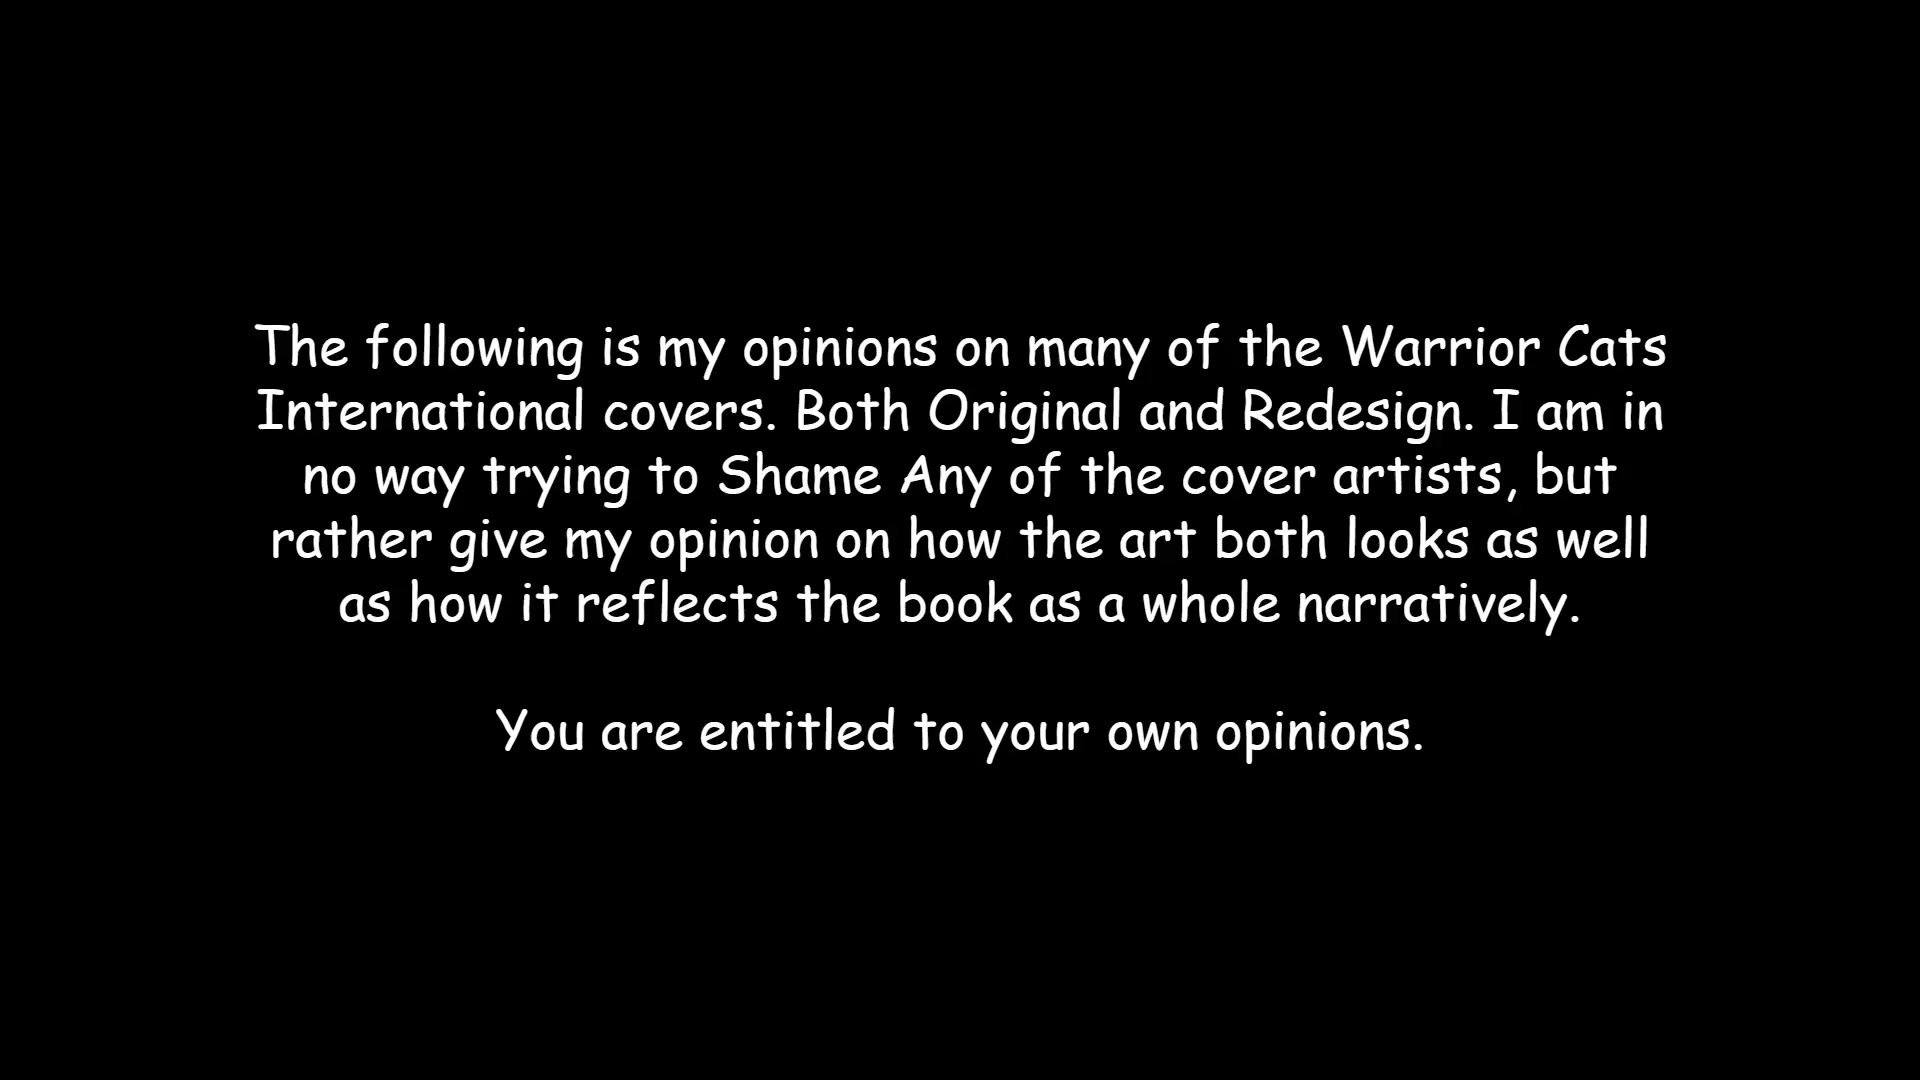 The following is my opinions on many of the Warrior Cats
International covers. Both Original and Redesign. I am in
no way trying to Shame Any of the cover artists, but
rather give my opinion on how the art both looks as well
as how it reflects the book as a whole narratively.
You are entitled to your own opinions.